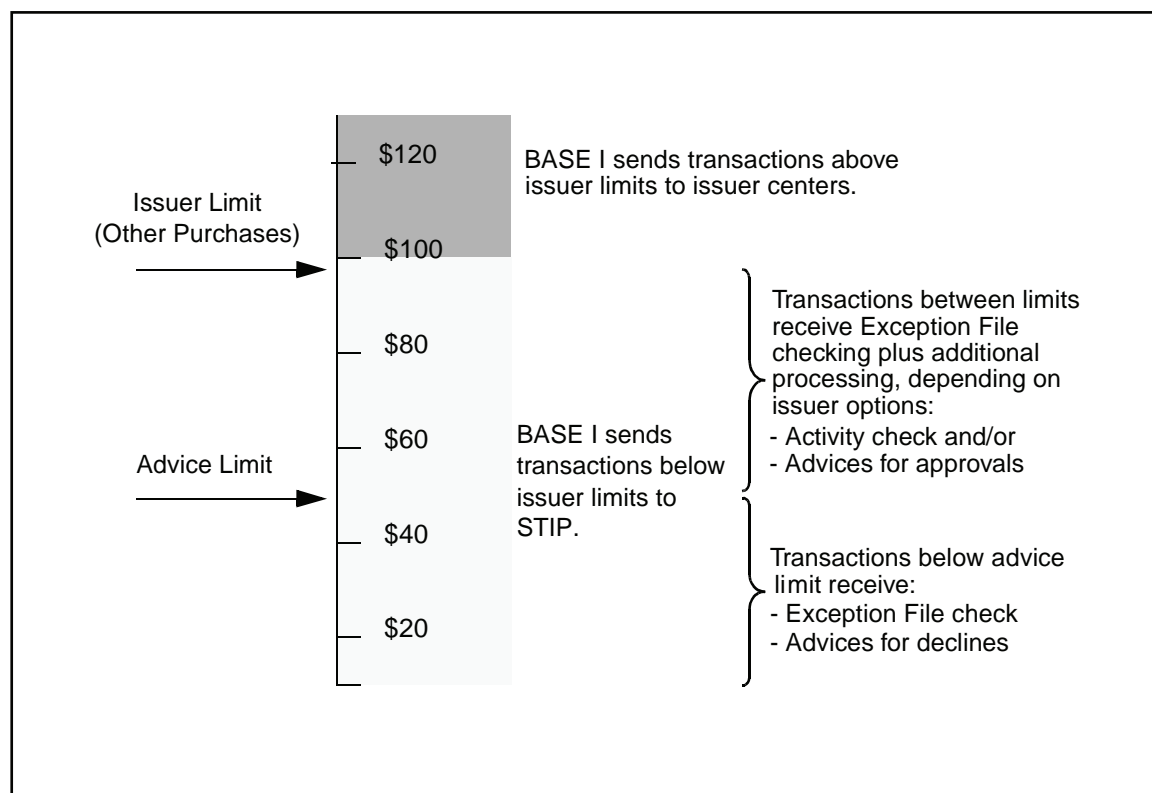 $120
BASE I sends transactions above
issuer limits to issuer centers.
Issuer Limit
(Other Purchases)
$100
Transactions between limits
receive Exception File
checking plus additional
processing, depending on
issuer options:
- Activity check and/or
- Advices for approvals
$80
$60
BASE I sends
transactions below
issuer limits to
STIP.
Advice Limit
$40
Transactions below advice
limit receive:
- Exception File check
- Advices for declines
$20